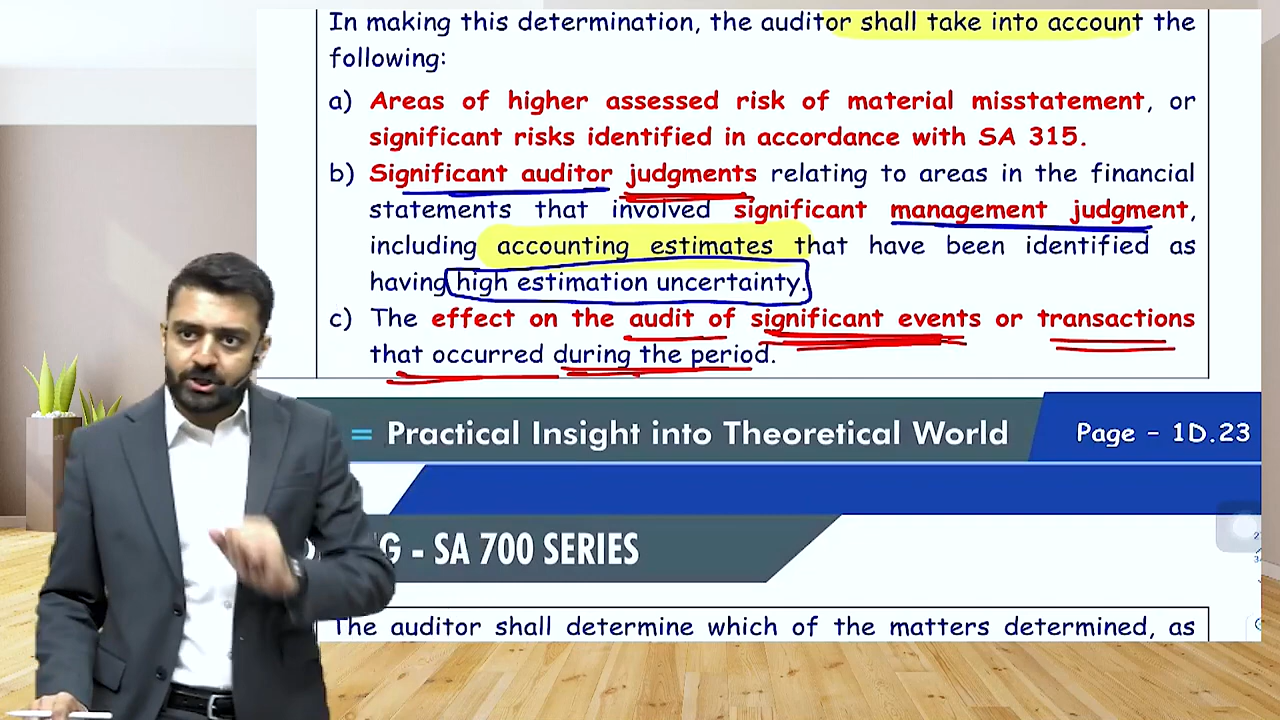 In making this determination, the auditor shall take into account the
following:
a) Areas of higher assessed risk of material misstatement, or
significant risks identified in accordance with SA 315.
b) Significant auditor judgments relating to areas in the financial
statements that involved significant management judgment,
including accounting estimates that have been identified as
having high estimation uncertainty.
c) The effect on the audit of significant events or transactions
that occurred during the period.
= Practical Insight into Theoretical World
Page - 1D.23
G - SA 700 SERIES
The auditor shall determine which of the matters determined, as